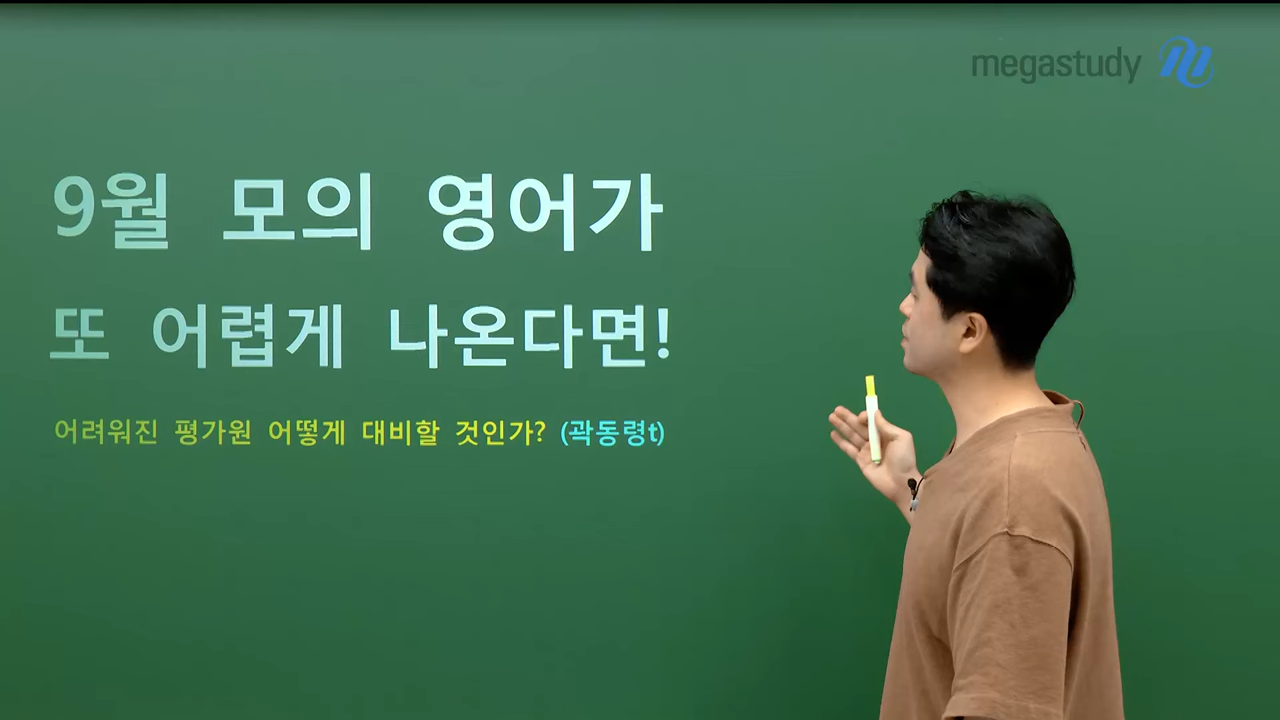 megastudy
9월 모의 영어가
또 어렵게 나온다면!
어려워진 평가원 어떻게 대비할 것인가? (곽동령t)